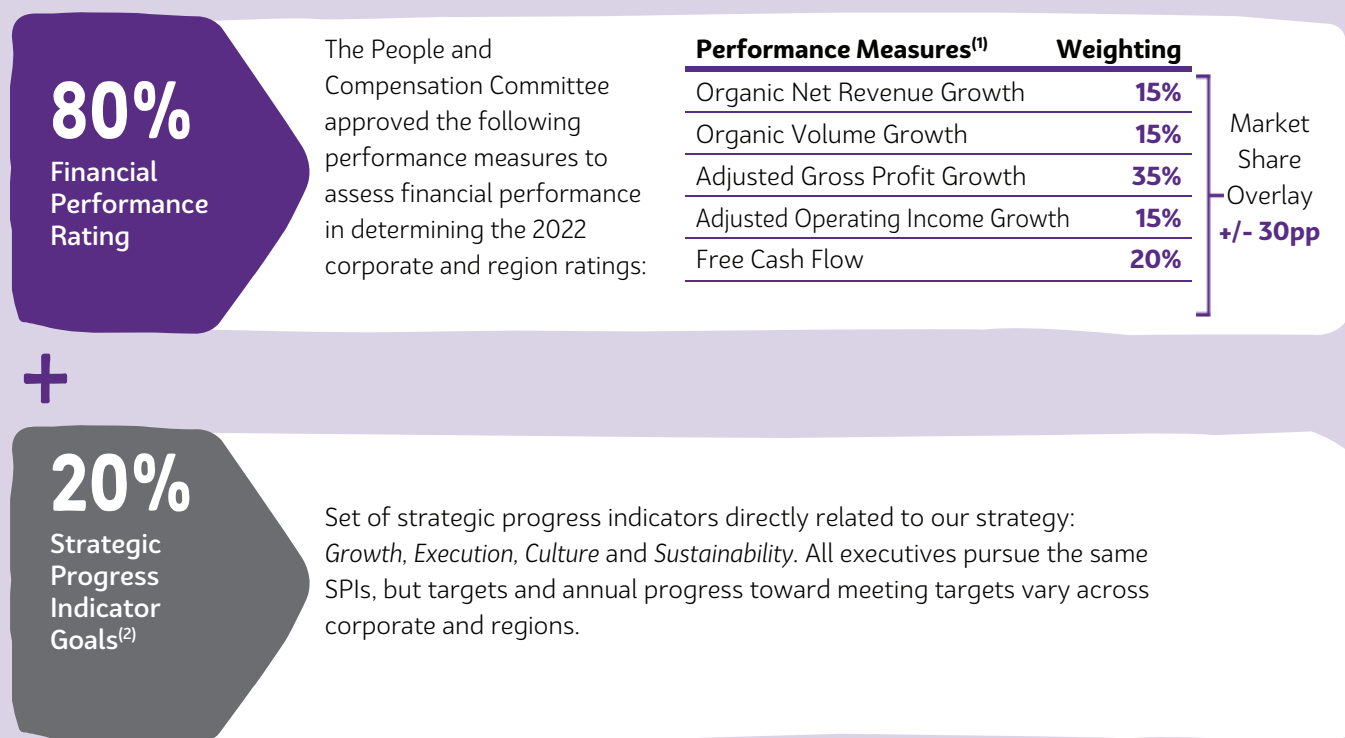 80%
Financial
Performance
Rating
The People and
Compensation Committee
approved the following
performance measures to
assess financial performance
in determining the 2022
corporate and region ratings:
Performance Measures(1) Weighting
Organic Net Revenue Growth 15%
Organic Volume Growth 15%
Adjusted Gross Profit Growth 35%
Adjusted Operating Income Growth 15%
Free Cash Flow 20%
Market
Share
Overlay
+/- 30pp
+
20%
Strategic
Progress
Indicator
Goals(2)
Set of strategic progress indicators directly related to our strategy:
Growth, Execution, Culture and Sustainability. All executives pursue the same
SPIs, but targets and annual progress toward meeting targets vary across
corporate and regions.